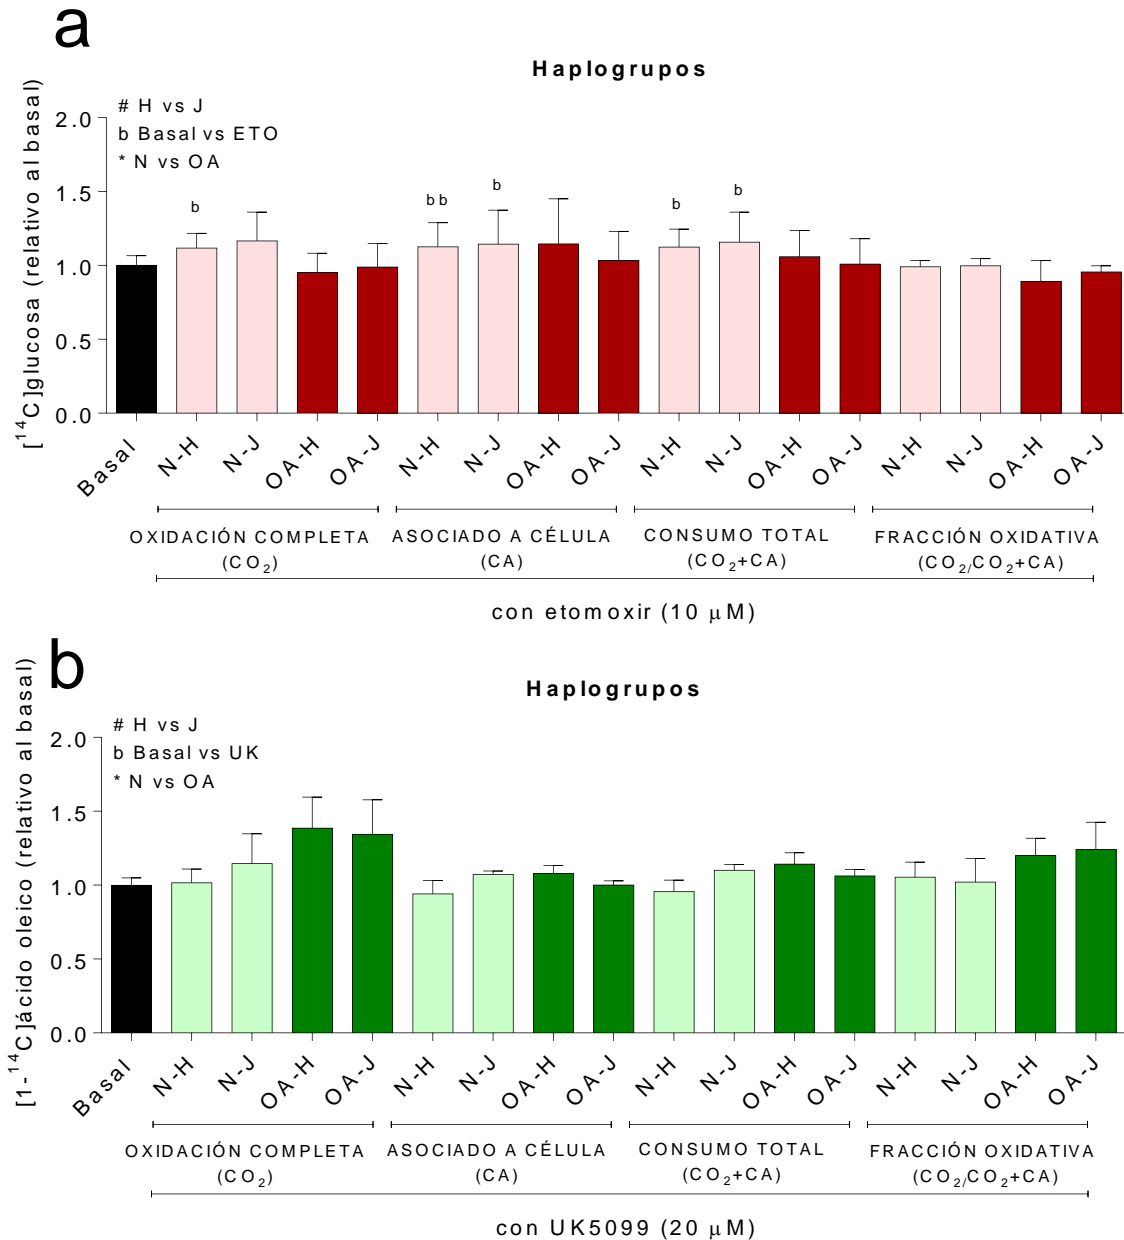 a
Haplogrupos
[¹⁴C]glucosa (relativo al basal)
# H vs J
b Basal vs ETO
* N vs OA
2.0
1.5
1.0
0.5
0.0
b
bb
b
b
b
Basal N-H N-J OA-H OA-J N-H N-J OA-H OA-J N-H N-J OA-H OA-J N-H N-J OA-H OA-J
OXIDACIÓN COMPLETA ASOCIADO A CÉLULA CONSUMO TOTAL FRACCIÓN OXIDATIVA
(CO₂) (CA) (CO₂+CA) (CO₂/CO₂+CA)
con etomoxir (10 μM)
b
Haplogrupos
[1-¹⁴C]ácido oleico (relativo al basal)
# H vs J
b Basal vs UK
* N vs OA
2.0
1.5
1.0
0.5
0.0
Basal N-H N-J OA-H OA-J N-H N-J OA-H OA-J N-H N-J OA-H OA-J N-H N-J OA-H OA-J
OXIDACIÓN COMPLETA ASOCIADO A CÉLULA CONSUMO TOTAL FRACCIÓN OXIDATIVA
(CO₂) (CA) (CO₂+CA) (CO₂/CO₂+CA)
con UK5099 (20 μM)